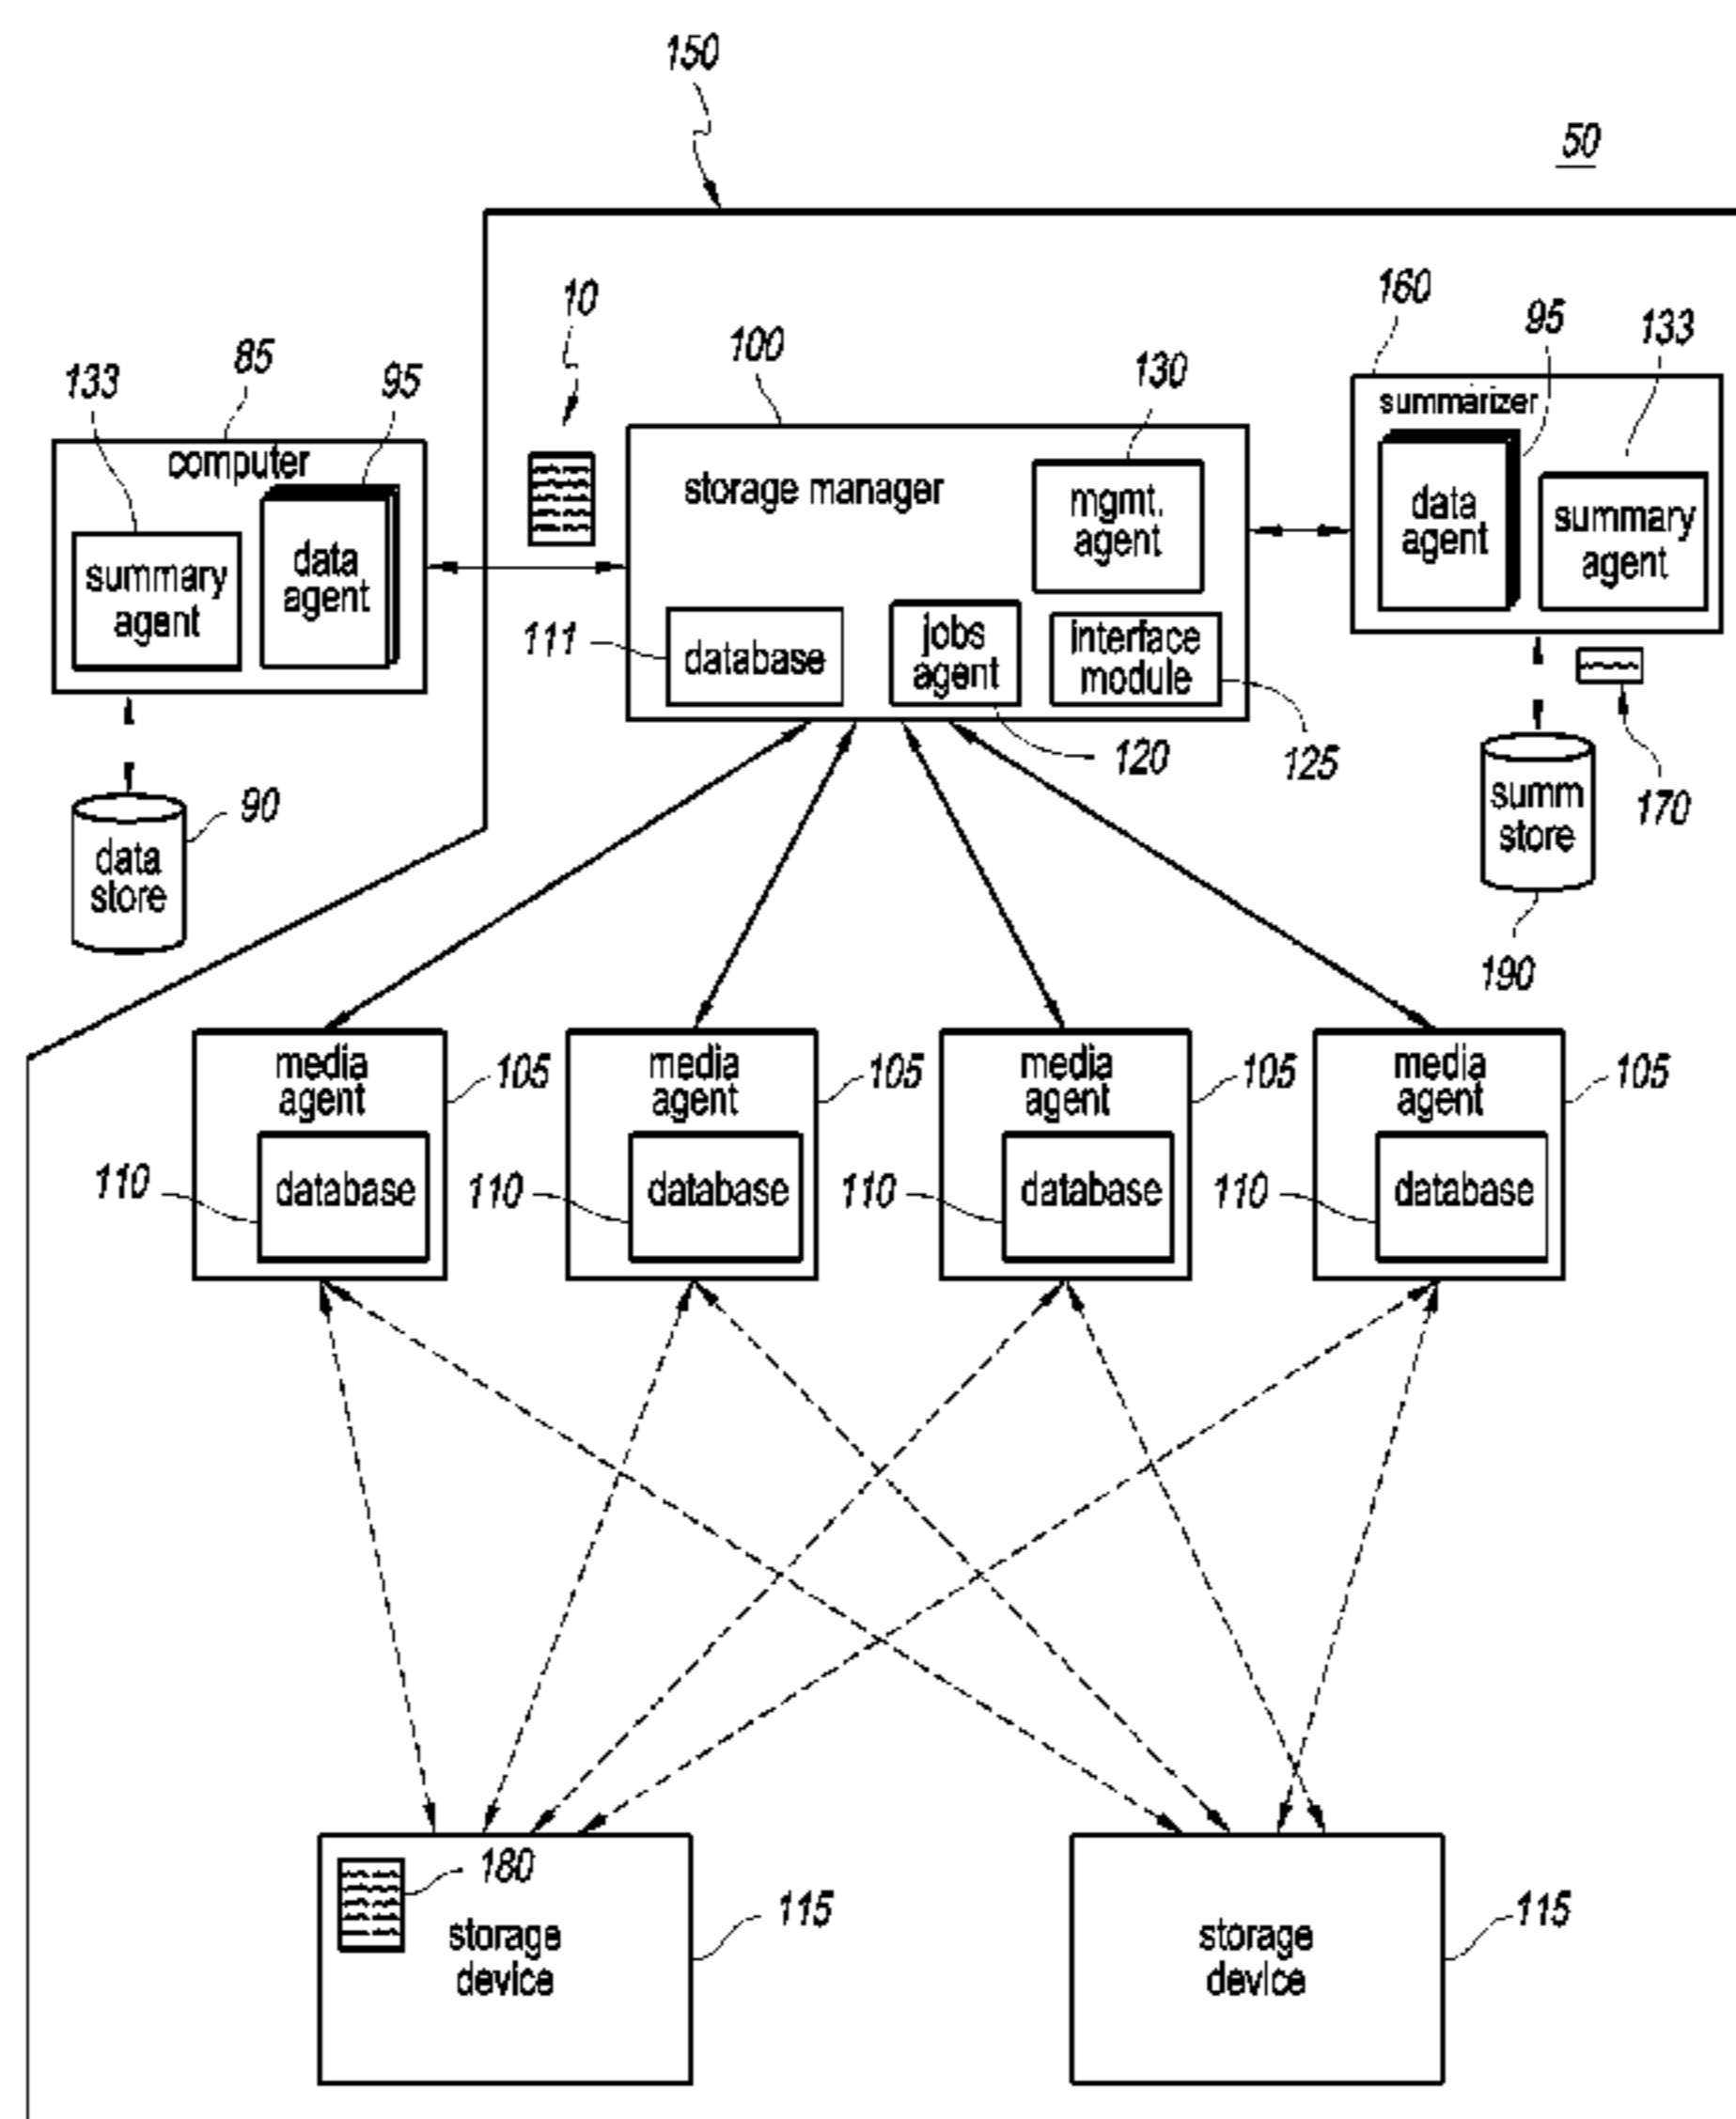 150
50
10
160
95
133
100
130
133
85
95
computer
summary
agent
data
agent
storage manager
mgmt.
agent
111
database
jobs
agent
interface
module
120
125
summarizer
data
agent
summary
agent
170
summ
store
190
90
data
store
media
agent
105
110
database
media
agent
105
110
database
media
agent
105
110
database
media
agent
105
110
database
180
storage
device
115
storage
device
115